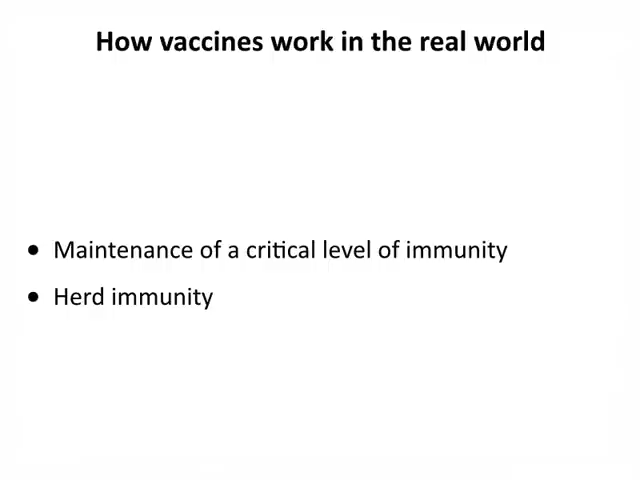 How vaccines work in the real world
• Maintenance of a critical level of immunity
• Herd immunity